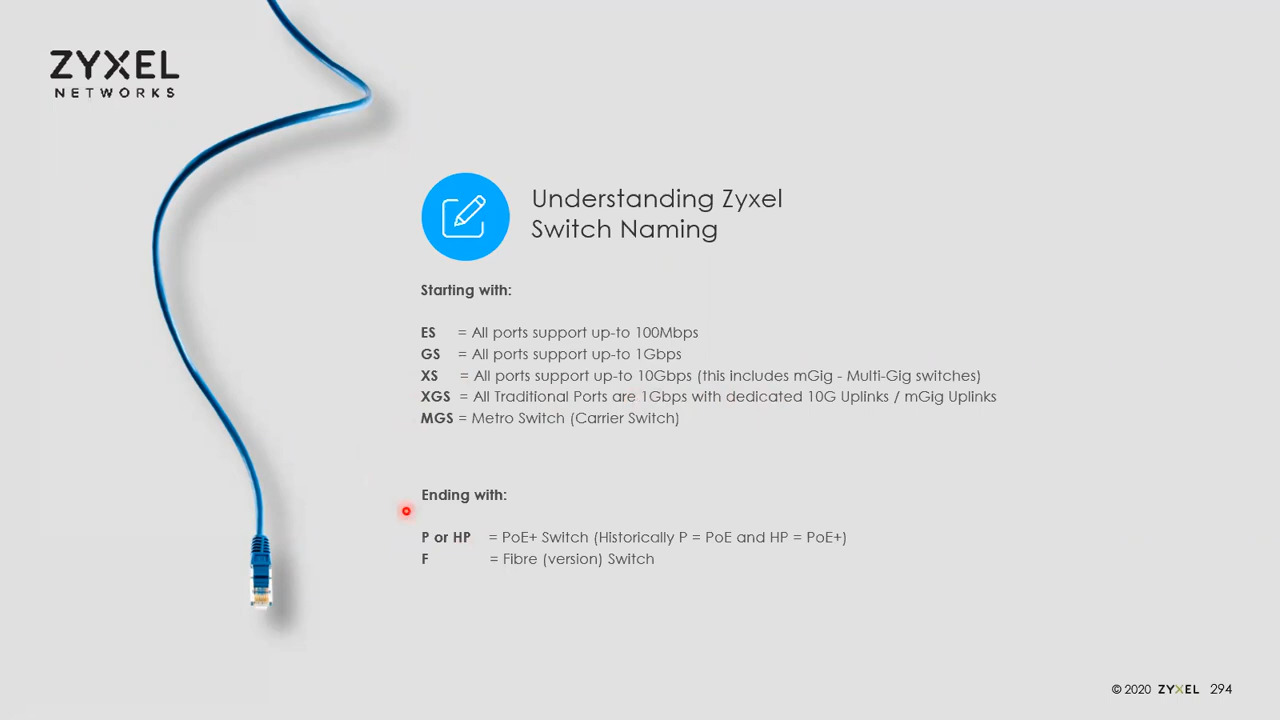 ZYXEL
NETWORKS
Understanding Zyxel
Switch Naming
Starting with:
ES = All ports support up-to 100Mbps
GS = All ports support up-to 1Gbps
XS = All ports support up-to 10Gbps (this includes mGig - Multi-Gig switches)
XGS = All Traditional Ports are 1Gbps with dedicated 10G Uplinks / mGig Uplinks
MGS = Metro Switch (Carrier Switch)
Ending with:
P or HP = PoE+ Switch (Historically P = PoE and HP = PoE+)
F = Fibre (version) Switch
© 2020 ZYXEL 294